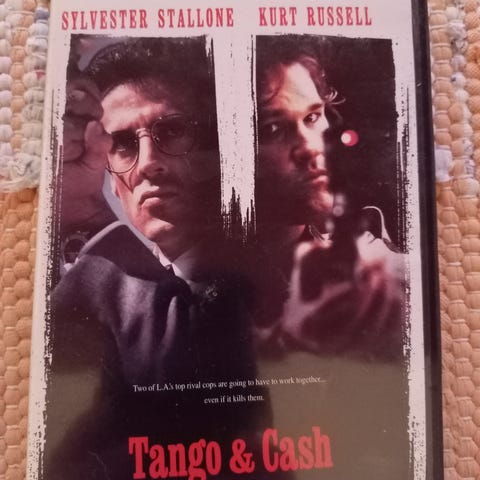 SYLVESTER STALLONE KURT RUSSELL
Two of L.A.'s top rival cops are going to have to work together...
even if it kills them.
Tango & Cash